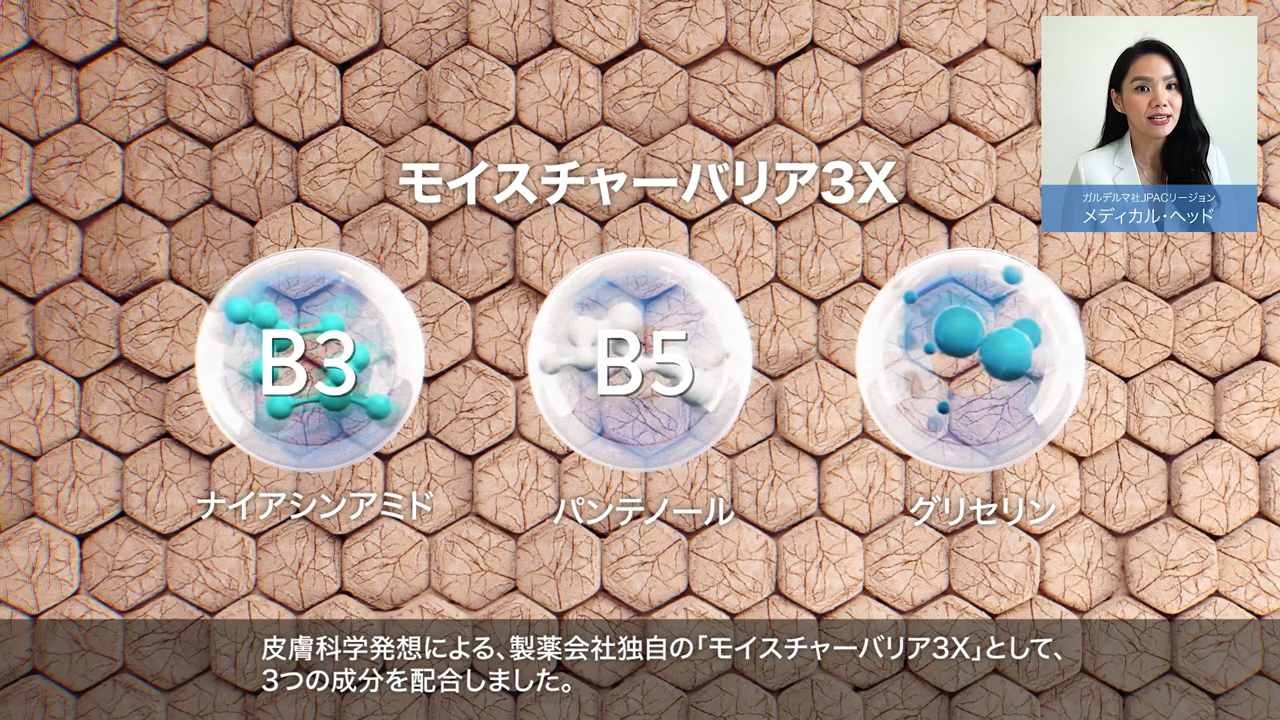 モイスチャーバリア3X
ガルデルマ社JPACリージョン
メディカル・ヘッド
B3
B5
ナイアシンアミド
パンテノール
グリセリン
皮膚科学発想による、製薬会社独自の「モイスチャーバリア3X」として、
3つの成分を配合しました。